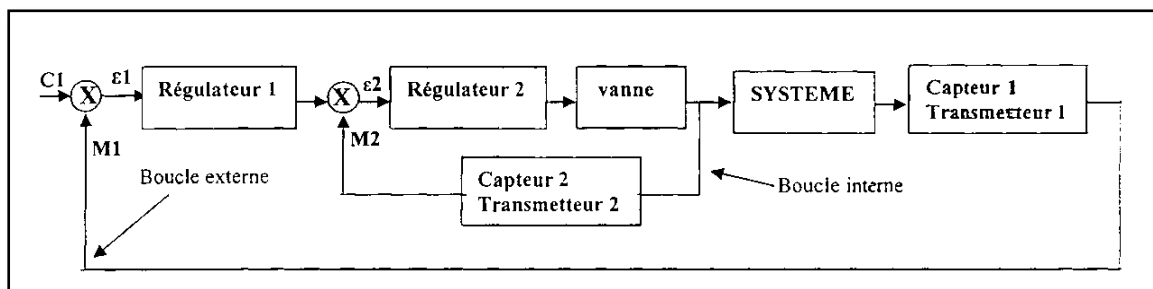 C1
ε1
Régulateur 1
X
ε2
Régulateur 2
vanne
SYSTEME
Capteur 1
Transmetteur 1
X
M1
M2
Boucle externe
Capteur 2
Transmetteur 2
Boucle interne